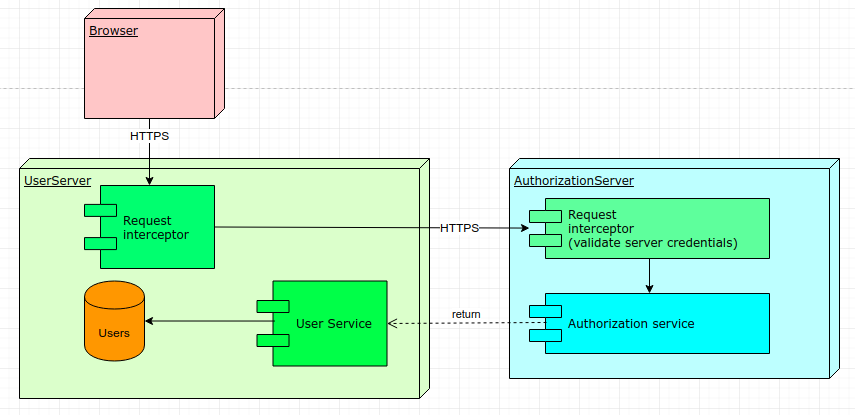 Browser
HTTPS
UserServer
Request
interceptor
HTTPS
AuthorizationServer
Request
interceptor
(validate server credentials)
Users
User Service
return
Authorization service